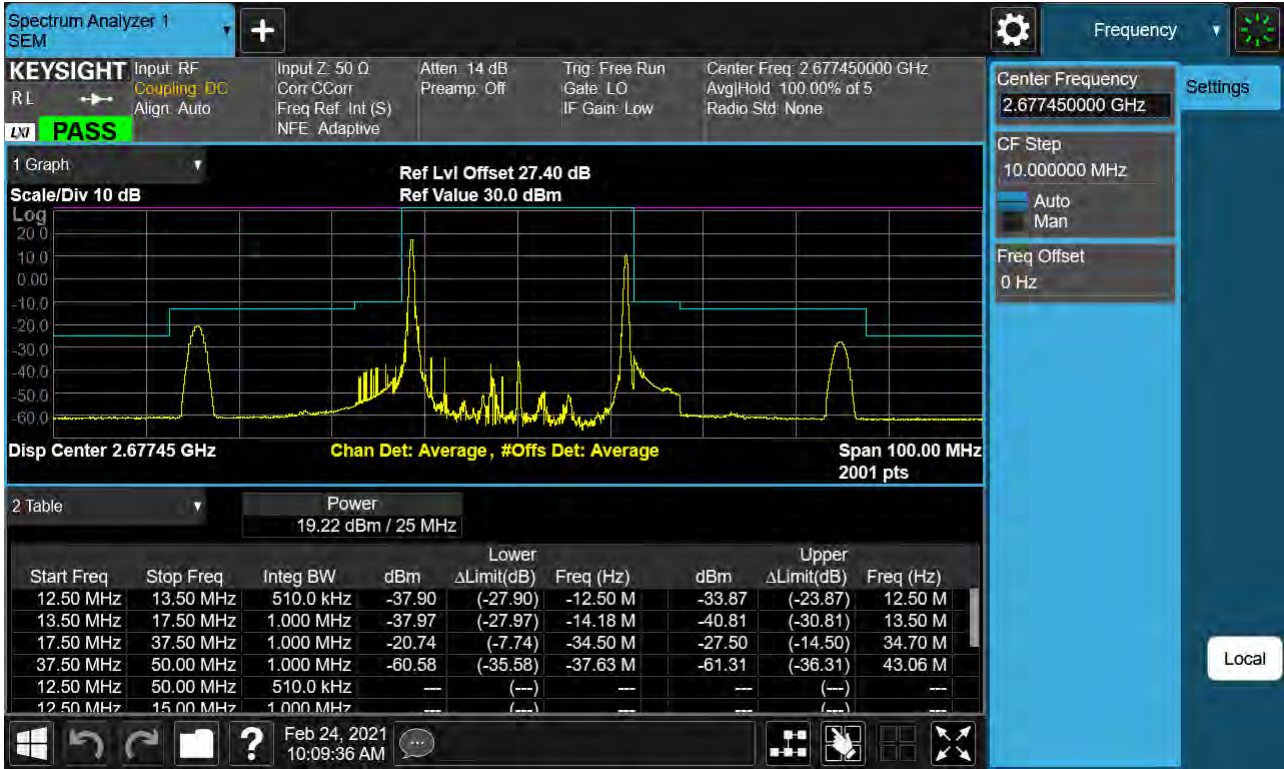 Spectrum Analyzer 1
SEM
Frequency
KEYSIGHT
R L
LXI PASS
Input: RF
Coupling: DC
Align: Auto
Input Z: 50 Ω
Corr CCorr
Freq Ref: Int (S)
NFE: Adaptive
Atten: 14 dB
Preamp: Off
Trig: Free Run
Gate: LO
IF Gain: Low
Center Freq: 2.677450000 GHz
Avg|Hold: 100.00% of 5
Radio Std: None
Center Frequency
2.677450000 GHz
Settings
CF Step
10.000000 MHz
Auto
Man
Freq Offset
0 Hz
Local
1 Graph
Scale/Div 10 dB
Ref Lvl Offset 27.40 dB
Ref Value 30.0 dBm
Log
20.0
10.0
0.00
-10.0
-20.0
-30.0
-40.0
-50.0
-60.0
Disp Center 2.67745 GHz
Chan Det: Average, #Offs Det: Average
Span 100.00 MHz
2001 pts
2 Table
Power
19.22 dBm / 25 MHz
Lower Upper
Start Freq Stop Freq Integ BW dBm ΔLimit(dB) Freq (Hz) dBm ΔLimit(dB) Freq (Hz)
12.50 MHz 13.50 MHz 510.0 kHz -37.90 (-27.90) -12.50 M -33.87 (-23.87) 12.50 M
13.50 MHz 17.50 MHz 1.000 MHz -37.97 (-27.97) -14.18 M -40.81 (-30.81) 13.50 M
17.50 MHz 37.50 MHz 1.000 MHz -20.74 (-7.74) -34.50 M -27.50 (-14.50) 34.70 M
37.50 MHz 50.00 MHz 1.000 MHz -60.58 (-35.58) -37.63 M -61.31 (-36.31) 43.06 M
12.50 MHz 50.00 MHz 510.0 kHz --- (---) --- --- (---) ---
12.50 MHz 15.00 MHz 1.000 MHz --- (---) --- --- (---) ---
Feb 24, 2021
10:09:36 AM